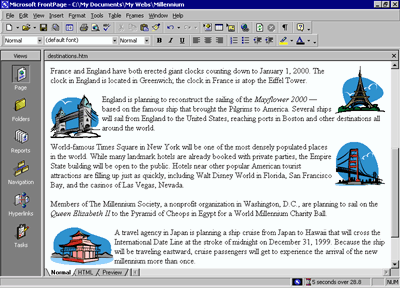 Microsoft FrontPage - C:\My Documents\My Webs\Millennium
File Edit View Insert Format Tools Table Frames Window Help
Normal (default font) B I U A
Views destinations.htm
Page
Folders
Reports
Navigation
Hyperlinks
Tasks
France and England have both erected giant clocks counting down to January 1, 2000. The
clock in England is located in Greenwich, the clock in France is atop the Eiffel Tower.
England is planning to reconstruct the sailing of the Mayflower 2000 —
based on the famous ship that brought the Pilgrims to America. Several ships
will sail from England to the United States, reaching ports in Boston and other destinations all
around the world.
World-famous Times Square in New York will be one of the most densely populated places
in the world. While many landmark hotels are already booked with private parties, the Empire
State building will be open to the public. Hotels near other popular American tourist
attractions are filling up just as quickly, including Walt Disney World in Florida, San Francisco
Bay, and the casinos of Las Vegas, Nevada.
Members of The Millennium Society, a nonprofit organization in Washington, D.C., are planning to sail on the
Queen Elizabeth II to the Pyramid of Cheops in Egypt for a World Millennium Charity Ball.
A travel agency in Japan is planning a ship cruise from Japan to Hawaii that will cross the
International Date Line at the stroke of midnight on December 31, 1999. Because the ship
will be traveling eastward, cruise passengers will get to experience the arrival of the new
millennium more than once.
Normal HTML Preview
5 seconds over 28.8 NUM